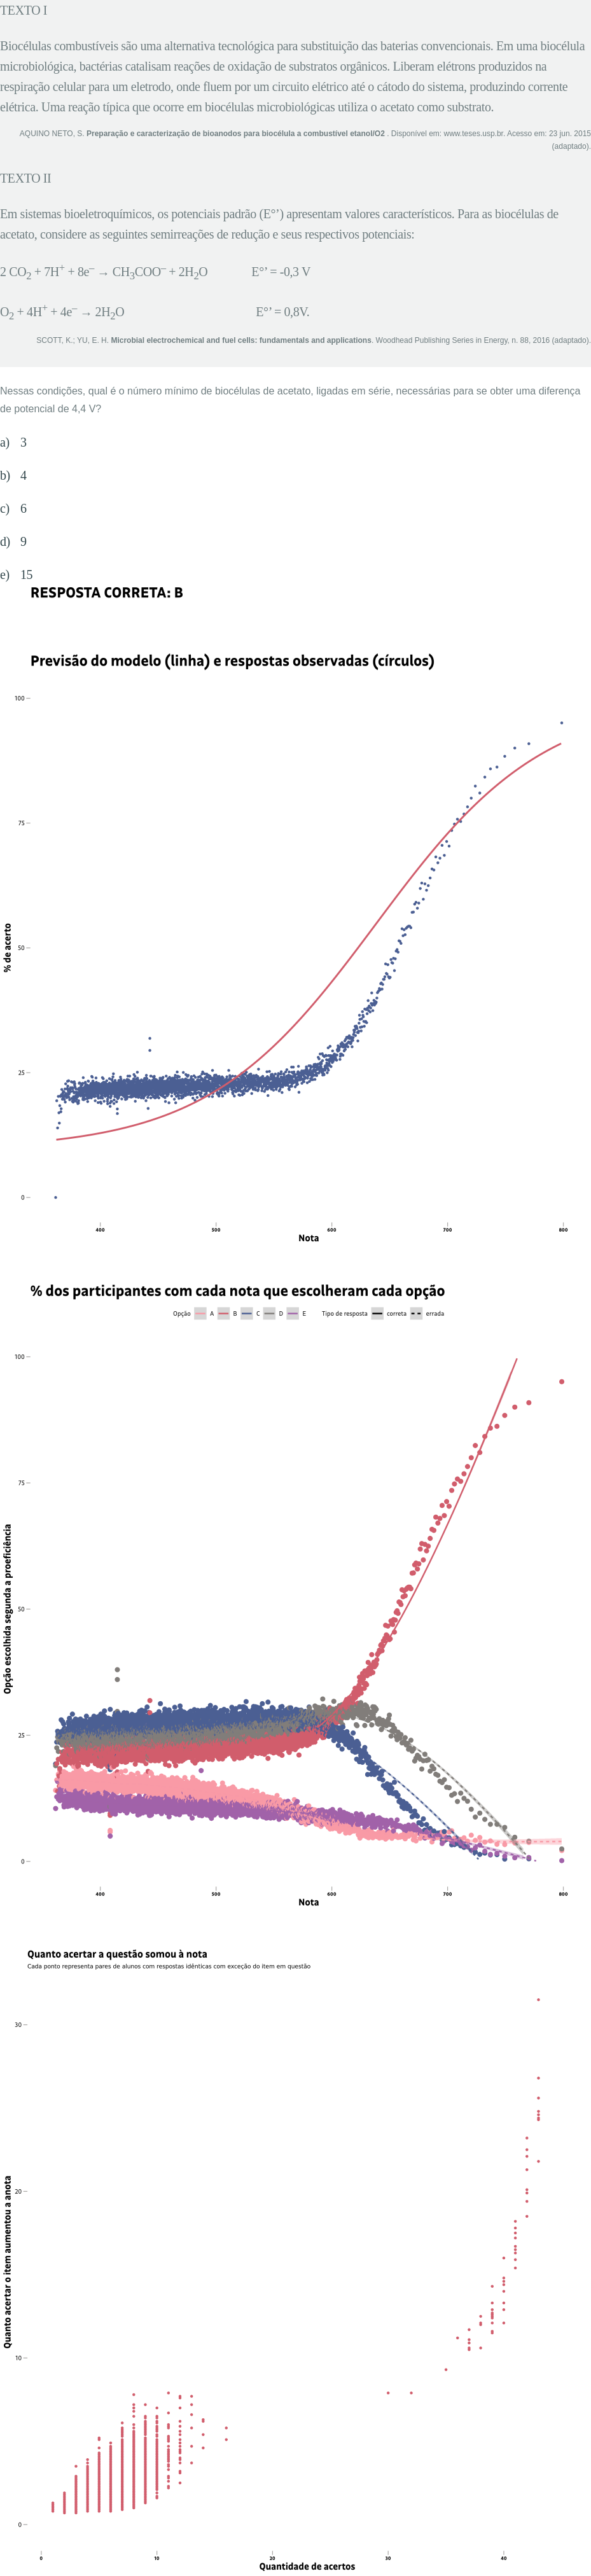 TEXTO I
Biocélulas combustíveis são uma alternativa tecnológica para substituição das baterias convencionais. Em uma biocélula
microbiológica, bactérias catalisam reações de oxidação de substratos orgânicos. Liberam elétrons produzidos na
respiração celular para um eletrodo, onde fluem por um circuito elétrico até o cátodo do sistema, produzindo corrente
elétrica. Uma reação típica que ocorre em biocélulas microbiológicas utiliza o acetato como substrato.
AQUINO NETO, S. Preparação e caracterização de bioanodos para biocélula a combustível etanol/O2 . Disponível em: www.teses.usp.br. Acesso em: 23 jun. 2015
(adaptado).
TEXTO II
Em sistemas bioeletroquímicos, os potenciais padrão (E°’) apresentam valores característicos. Para as biocélulas de
acetato, considere as seguintes semirreações de redução e seus respectivos potenciais:
2 CO2 + 7H+ + 8e– → CH3COO– + 2H2O E°’ = -0,3 V
O2 + 4H+ + 4e– → 2H2O E°’ = 0,8V.
SCOTT, K.; YU, E. H. Microbial electrochemical and fuel cells: fundamentals and applications. Woodhead Publishing Series in Energy, n. 88, 2016 (adaptado).
Nessas condições, qual é o número mínimo de biocélulas de acetato, ligadas em série, necessárias para se obter uma diferença
de potencial de 4,4 V?
a) 3
b) 4
c) 6
d) 9
e) 15
RESPOSTA CORRETA: B
Previsão do modelo (linha) e respostas observadas (círculos)
100
75
50
25
0
% de acerto
400 500 600 700 800
Nota
% dos participantes com cada nota que escolheram cada opção
Opção A B C D E Tipo de resposta correta errada
100
75
50
25
0
Opção escolhida segunda a proeficiência
400 500 600 700 800
Nota
Quanto acertar a questão somou à nota
Cada ponto representa pares de alunos com respostas idênticas com exceção do item em questão
30
20
10
0
Quanto acertar o item aumentou a anota
0 10 20 30 40
Quantidade de acertos